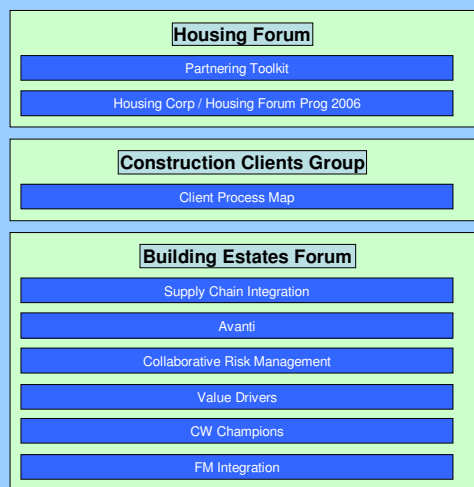 Housing Forum
Partnering Toolkit
Housing Corp / Housing Forum Prog 2006
Construction Clients Group
Client Process Map
Building Estates Forum
Supply Chain Integration
Avanti
Collaborative Risk Management
Value Drivers
CW Champions
FM Integration